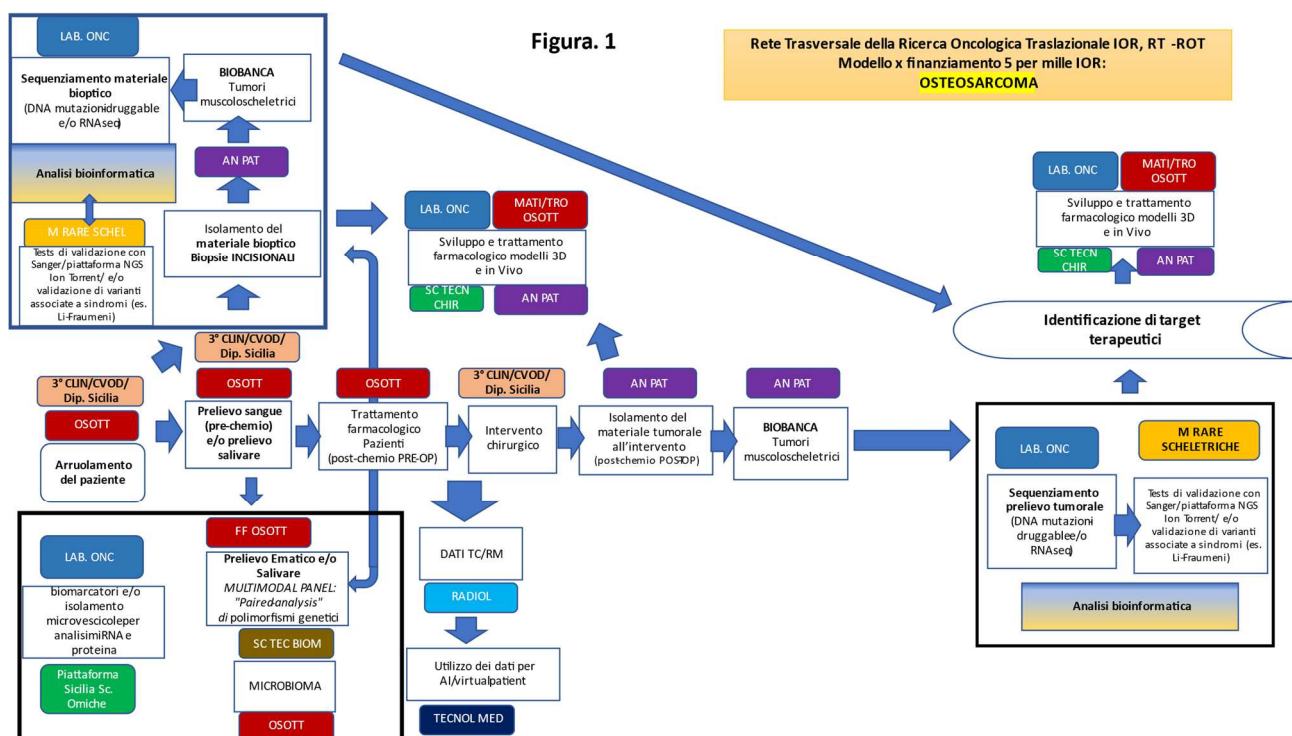 Figura. 1
Rete Trasversale della Ricerca Oncologica Traslazionale IOR, RT -ROT
Modello x finanziamento 5 per mille IOR:
OSTEOSARCOMA
LAB. ONC
Sequenziamento materiale
bioptico
(DNA mutazionidruggable
e/o RNAseq)
BIOBANCA
Tumori
muscoloscheletrici
AN PAT
Analisi bioinformatica
M RARE SCHEL
Tests di validazione con
Sanger/piattaforma NGS
Ion Torrent/ e/o
validazione di varianti
associate a sindromi (es.
Li-Fraumeni)
Isolamento del
materiale bioptico
Biopsie INCISIONALI
LAB. ONC
MATI/TRO
OSOTT
Sviluppo e trattamento
farmacologico modelli 3D
e in Vivo
SC TECN
CHIR
AN PAT
LAB. ONC
MATI/TRO
OSOTT
Sviluppo e trattamento
farmacologico modelli 3D
e in Vivo
SC TECN
CHIR
AN PAT
Identificazione di target
terapeutici
3° CLIN/CVOD/
Dip. Sicilia
3° CLIN/CVOD/
Dip. Sicilia
OSOTT
Arruolamento
del paziente
OSOTT
Prelievo sangue
(pre-chemio)
e/o prelievo
salivare
OSOTT
Trattamento
farmacologico
Pazienti
(post-chemio PRE-OP)
3° CLIN/CVOD/
Dip. Sicilia
Intervento
chirurgico
AN PAT
Isolamento del
materiale tumorale
all’intervento
(post-chemio POST-OP)
AN PAT
BIOBANCA
Tumori
muscoloscheletrici
LAB. ONC
Sequenziamento
prelievo tumorale
(DNA mutazioni
druggablee/o
RNAseq)
M RARE
SCHELETRICHE
Tests di validazione con
Sanger/piattaforma NGS
Ion Torrent/ e/o
validazione di varianti
associate a sindromi (es.
Li-Fraumeni)
Analisi bioinformatica
LAB. ONC
biomarcatori e/o
isolamento
microvescicoleper
analisimiRNA e
proteina
Piattaforma
Sicilia Sc.
Omiche
FF OSOTT
Prelievo Ematico e/o
Salivare
MULTIMODAL PANEL:
"Paired-analysis"
di polimorfismi genetici
SC TEC BIOM
MICROBIOMA
OSOTT
DATI TC/RM
RADIOL
Utilizzo dei dati per
AI/virtualpatient
TECNOL MED